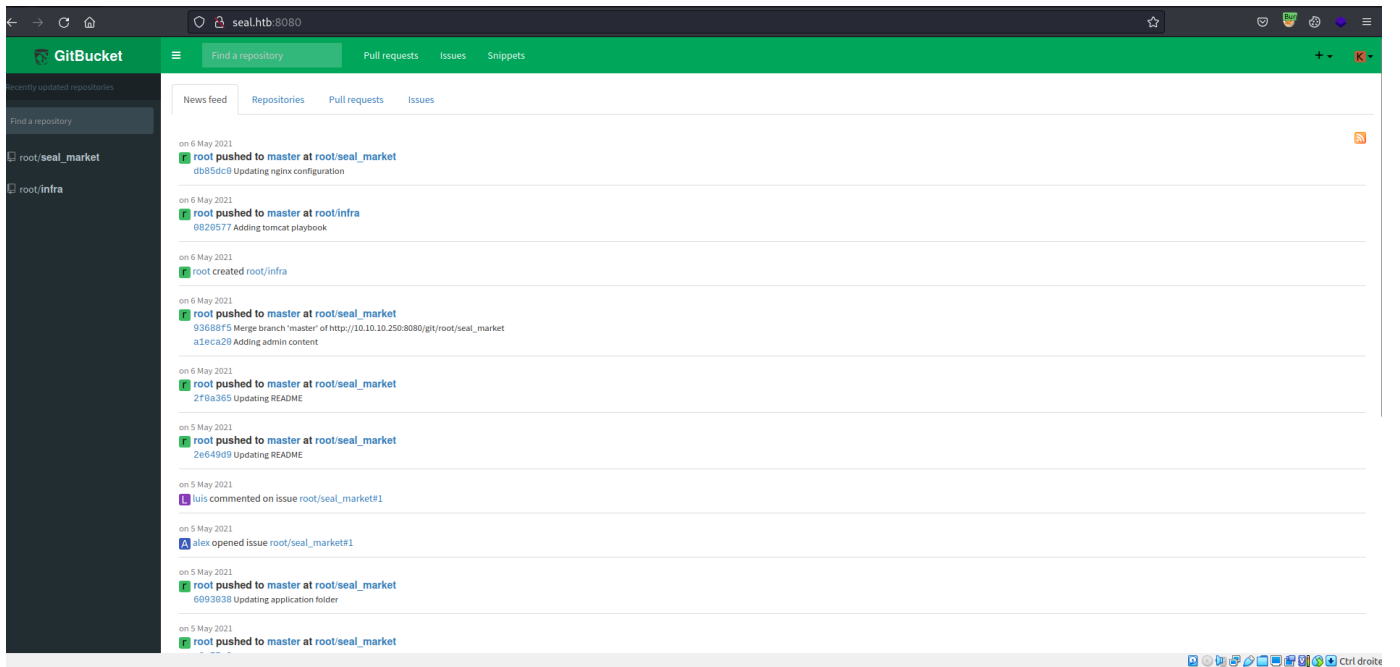 seal.htb:8080
GitBucket
Find a repository
Pull requests Issues Snippets
+
K
Recently updated repositories
Find a repository
root/seal_market
root/infra
News feed Repositories Pull requests Issues
on 6 May 2021
r root pushed to master at root/seal_market
db85dc0 Updating nginx configuration
on 6 May 2021
r root pushed to master at root/infra
0820577 Adding tomcat playbook
on 6 May 2021
r root created root/infra
on 6 May 2021
r root pushed to master at root/seal_market
93688f5 Merge branch 'master' of http://10.10.10.250:8080/git/root/seal_market
a1eca20 Adding admin content
on 6 May 2021
r root pushed to master at root/seal_market
2f0a365 Updating README
on 5 May 2021
r root pushed to master at root/seal_market
2e649d9 Updating README
on 5 May 2021
L luis commented on issue root/seal_market#1
on 5 May 2021
A alex opened issue root/seal_market#1
on 5 May 2021
r root pushed to master at root/seal_market
6093038 Updating application folder
on 5 May 2021
r root pushed to master at root/seal_market
Ctrl droite